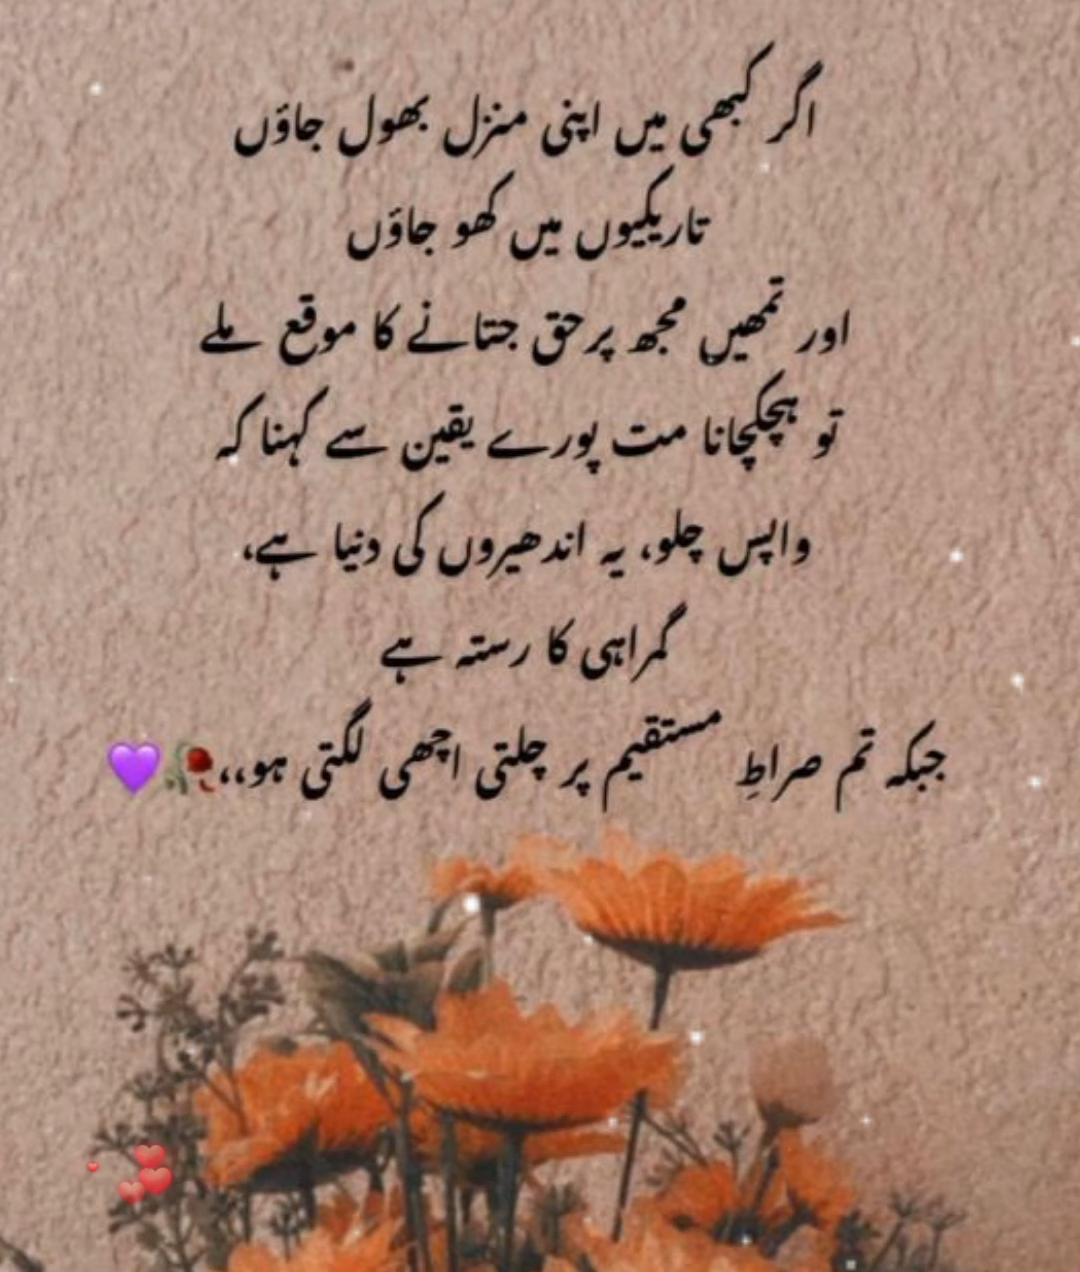 اگر کبھی میں اپنی منزل بھول جاؤں
تاریکیوں میں کھو جاؤں
اور تمھیں مجھ پر حق جتانے کا موقع ملے
تو ہچکچانا مت پورے یقین سے کہنا کہ
واپس چلو، یہ اندھیروں کی دنیا ہے،
گمراہی کا رستہ ہے
جبکہ تم صراطِ مستقیم پر چلتی اچھی لگتی ہو،،🥀💜